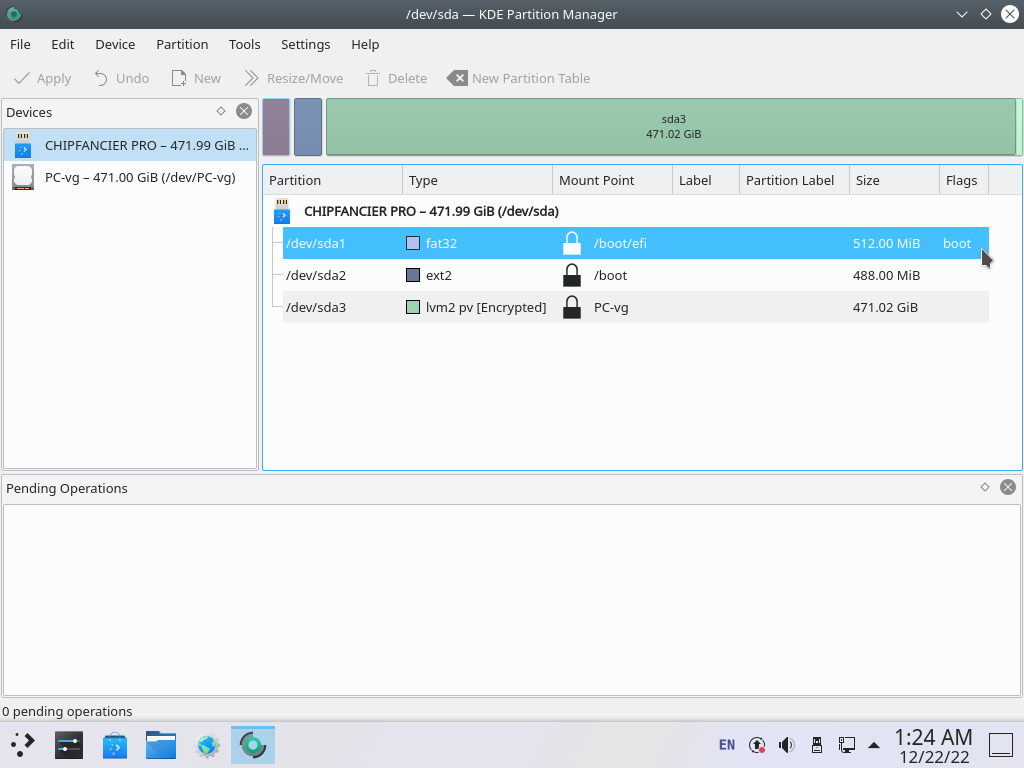 /dev/sda — KDE Partition Manager
File Edit Device Partition Tools Settings Help
Apply Undo New Resize/Move Delete New Partition Table
Devices
CHIPFANCIER PRO – 471.99 GiB ...
PC-vg – 471.00 GiB (/dev/PC-vg)
sda3
471.02 GiB
Partition Type Mount Point Label Partition Label Size Flags
CHIPFANCIER PRO – 471.99 GiB (/dev/sda)
/dev/sda1 fat32 /boot/efi 512.00 MiB boot
/dev/sda2 ext2 /boot 488.00 MiB
/dev/sda3 lvm2 pv [Encrypted] PC-vg 471.02 GiB
Pending Operations
0 pending operations
EN
1:24 AM
12/22/22